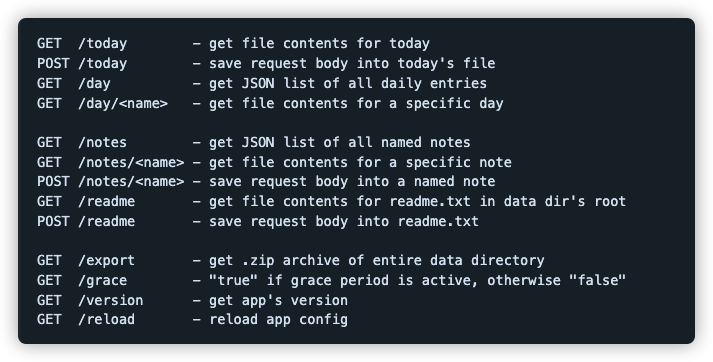 GET  /today        - get file contents for today
POST /today        - save request body into today's file
GET  /day          - get JSON list of all daily entries
GET  /day/<name>   - get file contents for a specific day

GET  /notes        - get JSON list of all named notes
GET  /notes/<name> - get file contents for a specific note
POST /notes/<name> - save request body into a named note
GET  /readme       - get file contents for readme.txt in data dir's root
POST /readme       - save request body into readme.txt

GET  /export       - get .zip archive of entire data directory
GET  /grace        - "true" if grace period is active, otherwise "false"
GET  /version      - get app's version
GET  /reload       - reload app config